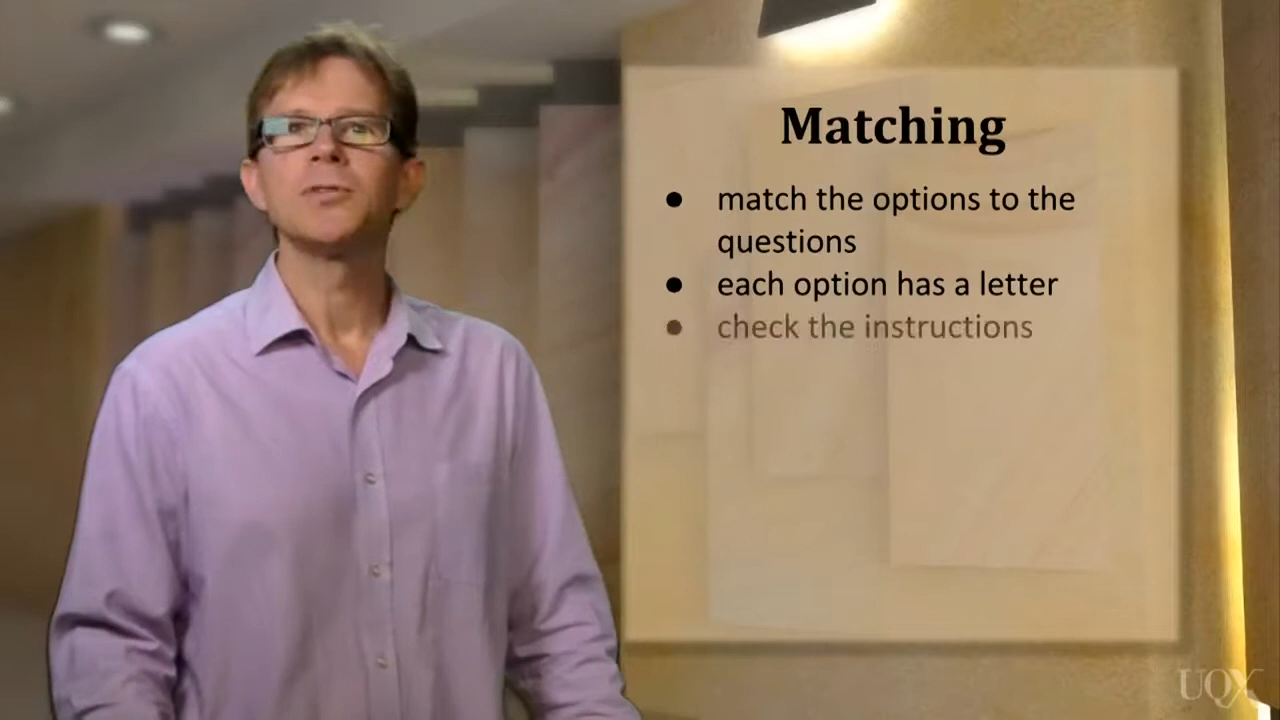 Matching
● match the options to the
questions
● each option has a letter
● check the instructions
UQX